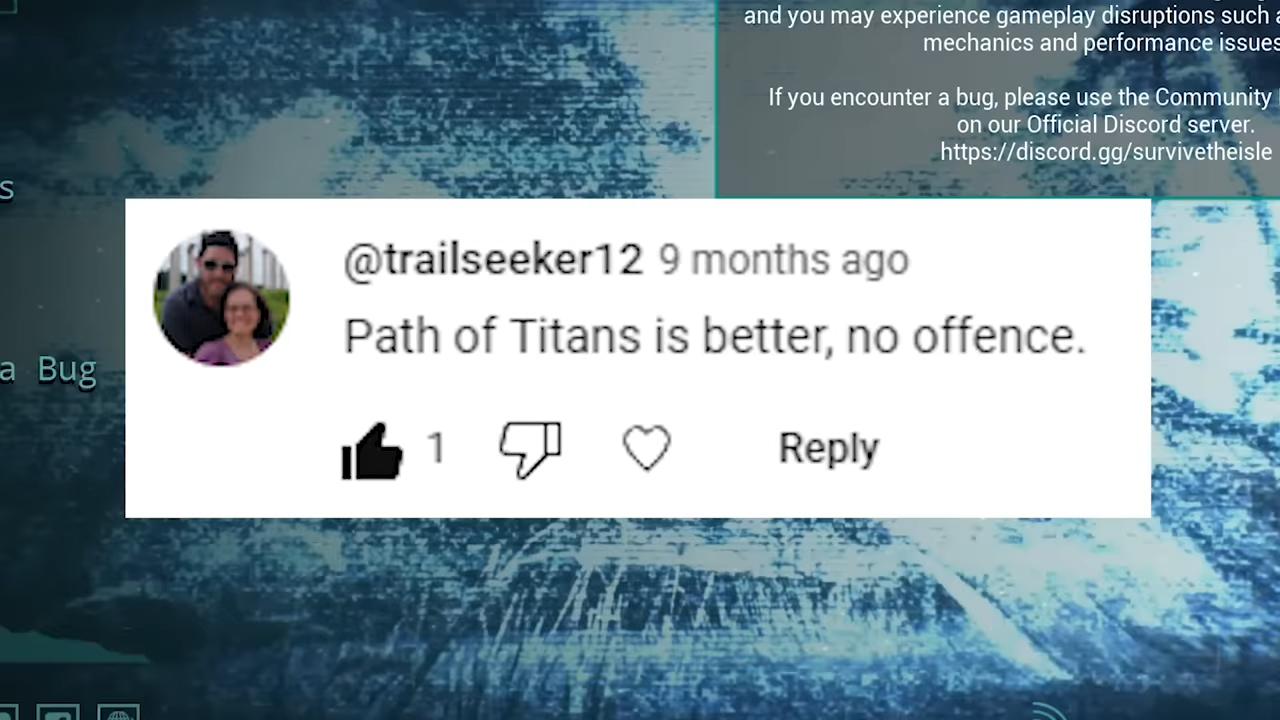 and you may experience gameplay disruptions such
mechanics and performance issues
If you encounter a bug, please use the Community
on our Official Discord server.
https://discord.gg/survivetheisle
s
@trailseeker12 9 months ago
Path of Titans is better, no offence.
a Bug
1
Reply